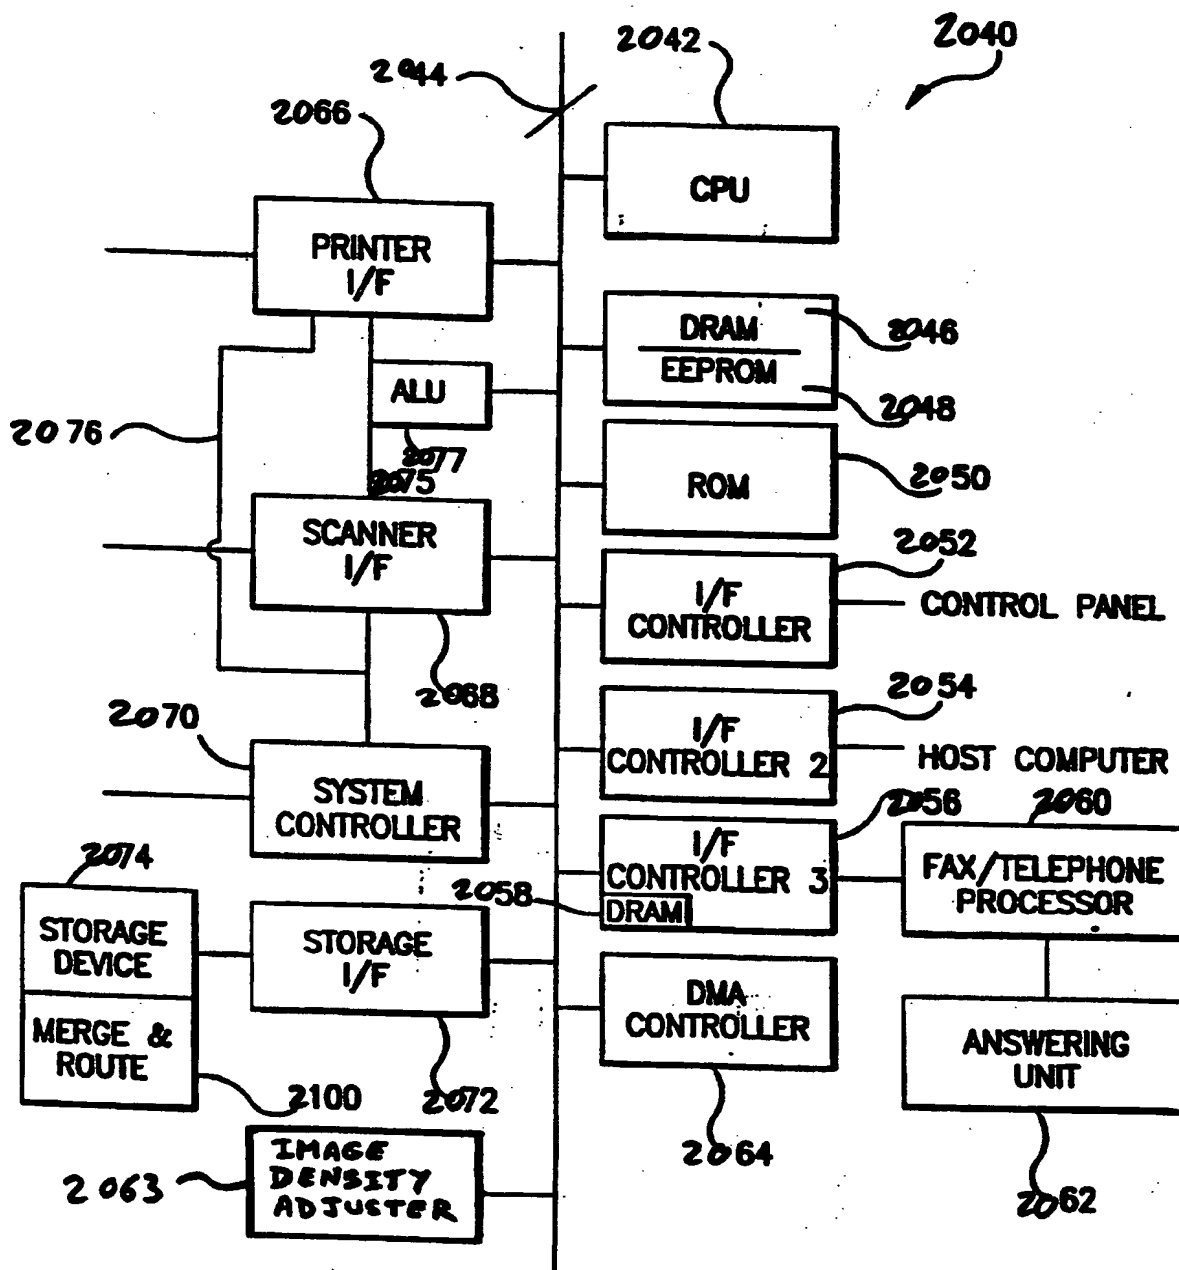 2042
2040
2044
2066
CPU
PRINTER
I/F
DRAM
2046
EEPROM
2048
ALU
2076
2077
2075
ROM
2050
SCANNER
I/F
2052
I/F
CONTROLLER
CONTROL PANEL
2068
2054
2070
I/F
CONTROLLER 2
HOST COMPUTER
SYSTEM
CONTROLLER
2056
2060
I/F
CONTROLLER 3
FAX/TELEPHONE
PROCESSOR
2074
2058
DRAM
STORAGE
DEVICE
STORAGE
I/F
DMA
CONTROLLER
MERGE &
ROUTE
ANSWERING
UNIT
2100
2072
2064
2062
IMAGE
DENSITY
ADJUSTER
2063